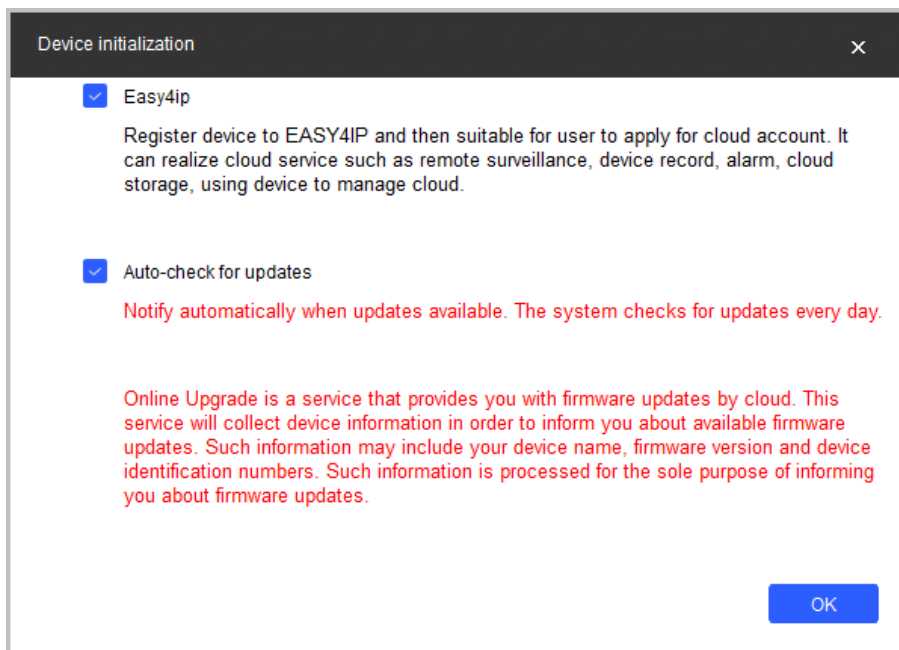 Device initialization
Easy4ip
Register device to EASY4IP and then suitable for user to apply for cloud account. It
can realize cloud service such as remote surveillance, device record, alarm, cloud
storage, using device to manage cloud.
Auto-check for updates
Notify automatically when updates available. The system checks for updates every day.
Online Upgrade is a service that provides you with firmware updates by cloud. This
service will collect device information in order to inform you about available firmware
updates. Such information may include your device name, firmware version and device
identification numbers. Such information is processed for the sole purpose of informing
you about firmware updates.
OK